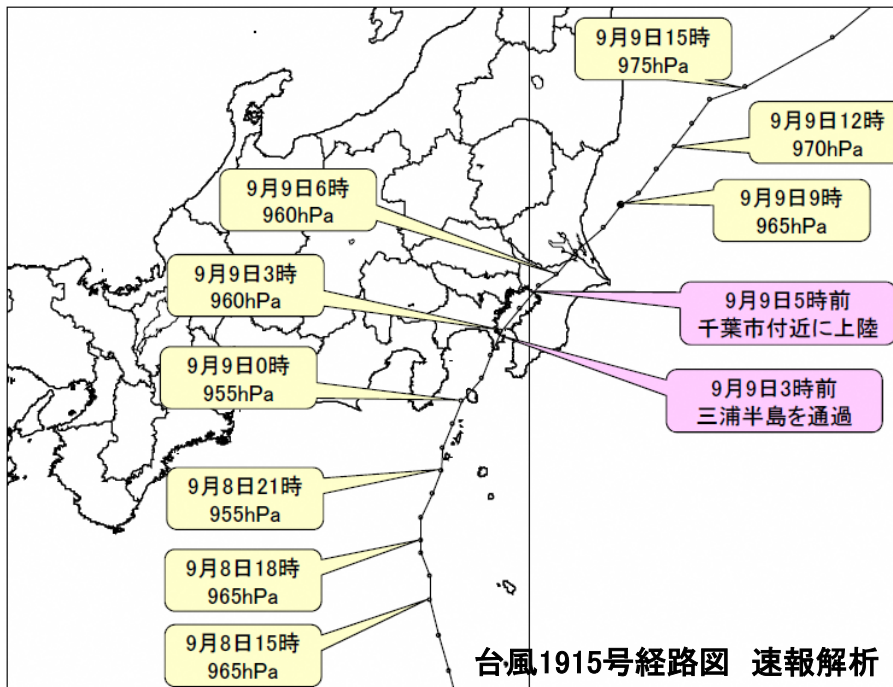 9月9日15時
975hPa
9月9日12時
970hPa
9月9日6時
960hPa
9月9日9時
965hPa
9月9日3時
960hPa
9月9日5時前
千葉市付近に上陸
9月9日0時
955hPa
9月9日3時前
三浦半島を通過
9月8日21時
955hPa
9月8日18時
965hPa
9月8日15時
965hPa
台風1915号経路図 速報解析